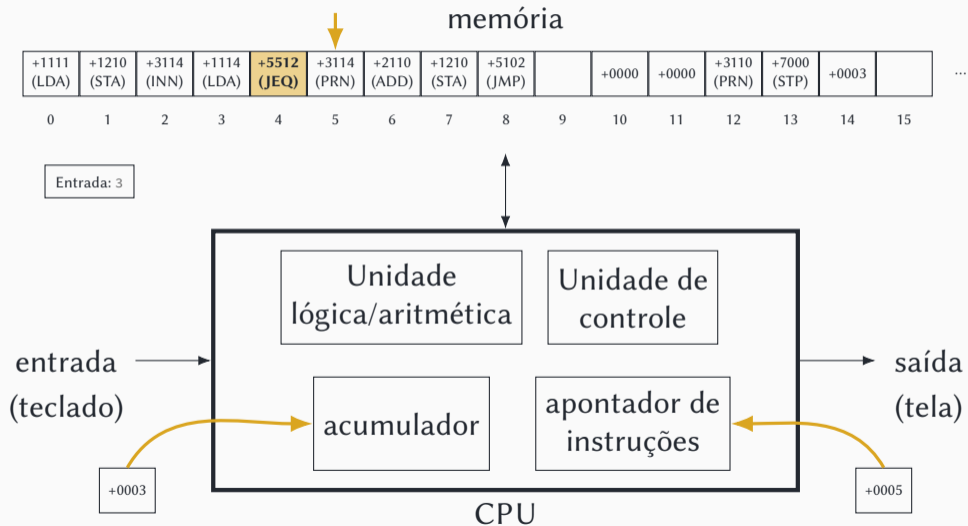 memória
+1111 +1210 +3114 +1114 +5512 +3114 +2110 +1210 +5102 +0000 +0000 +3110 +7000 +0003 ...
(LDA) (STA) (INN) (LDA) (JEQ) (PRN) (ADD) (STA) (JMP) (PRN) (STP)
0 1 2 3 4 5 6 7 8 9 10 11 12 13 14 15
Entrada: 3
Unidade
lógica/aritmética
Unidade de
controle
entrada
(teclado)
saída
(tela)
acumulador
apontador de
instruções
+0003
+0005
CPU